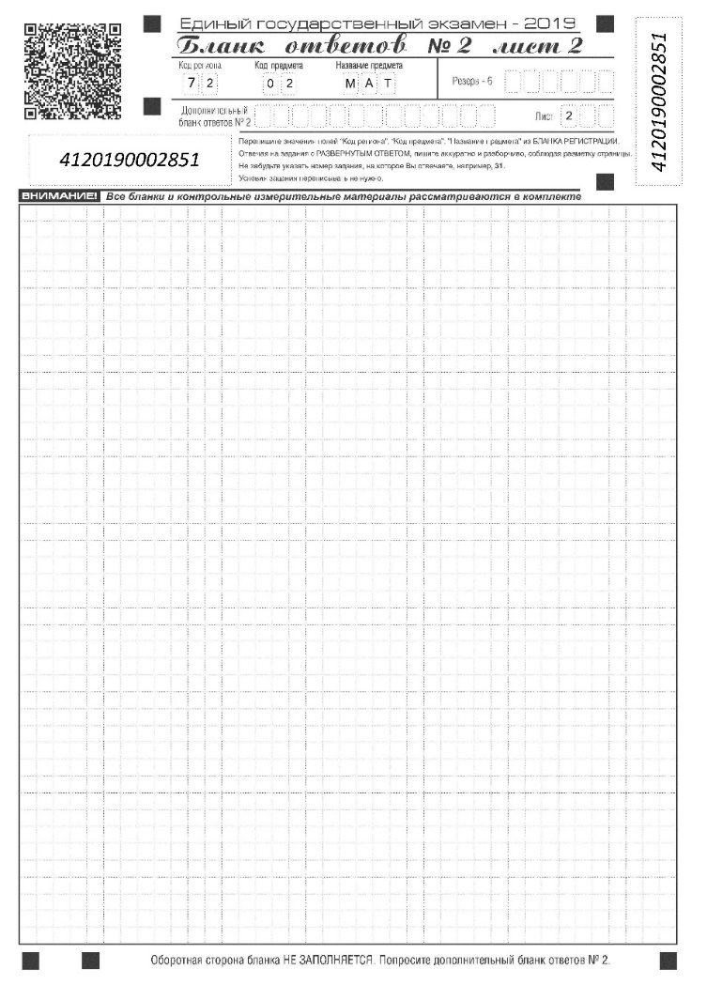 Единый государственный экзамен - 2019
Бланк ответов № 2 лист 2
Код региона Код предмета Название предмета
7 2 0 2 М А Т Резерв - 6
Дополнительный
бланк ответов № 2 Лист 2
Перепишите значения полей "Код региона", "Код предмета", "Название предмета" из БЛАНКА РЕГИСТРАЦИИ.
Отвечая на задания с РАЗВЕРНУТЫМ ОТВЕТОМ, пишите аккуратно и разборчиво, соблюдая разметку страницы.
Не забудьте указать номер задания, на которое Вы отвечаете, например, 31.
Условия задания переписывать не нужно.
4120190002851
4120190002851
ВНИМАНИЕ! Все бланки и контрольные измерительные материалы рассматриваются в комплекте
Оборотная сторона бланка НЕ ЗАПОЛНЯЕТСЯ. Попросите дополнительный бланк ответов № 2.